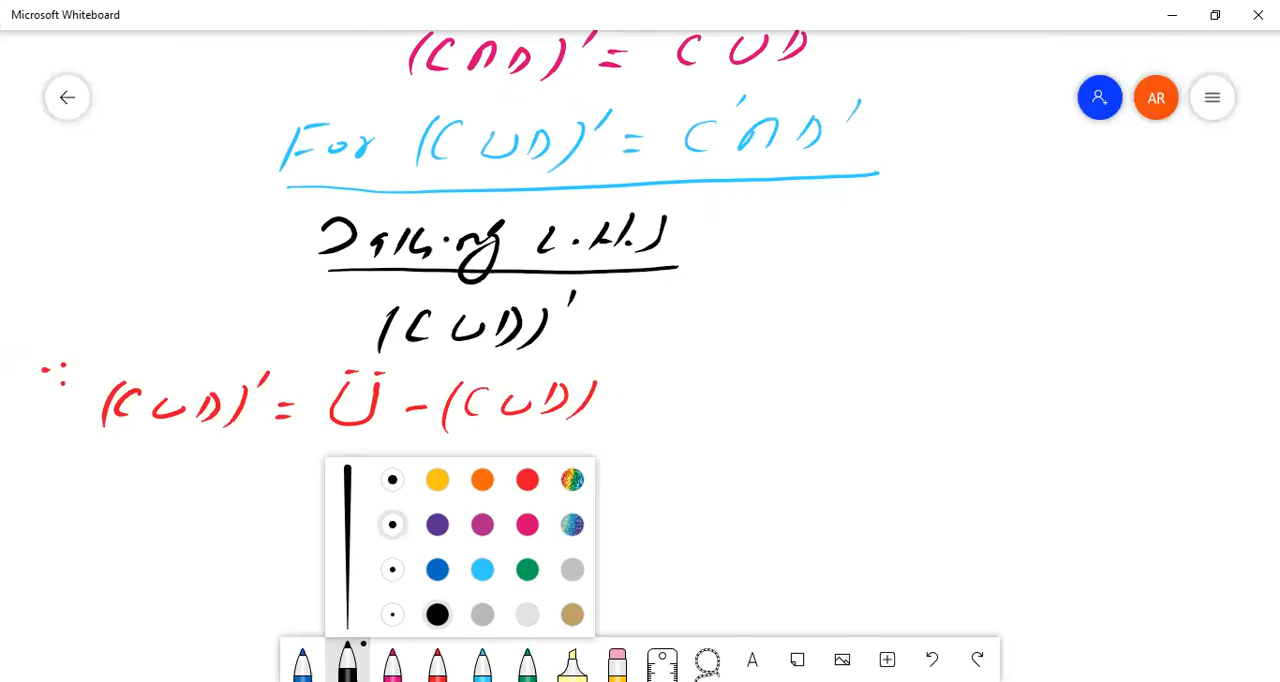 Microsoft Whiteboard
(C ∩ D)' = C U D
AR
For (C U D)' = C' ∩ D'
Taking L.H.S
(C U D)'
∵ (C U D)' = Ü - (C U D)
A